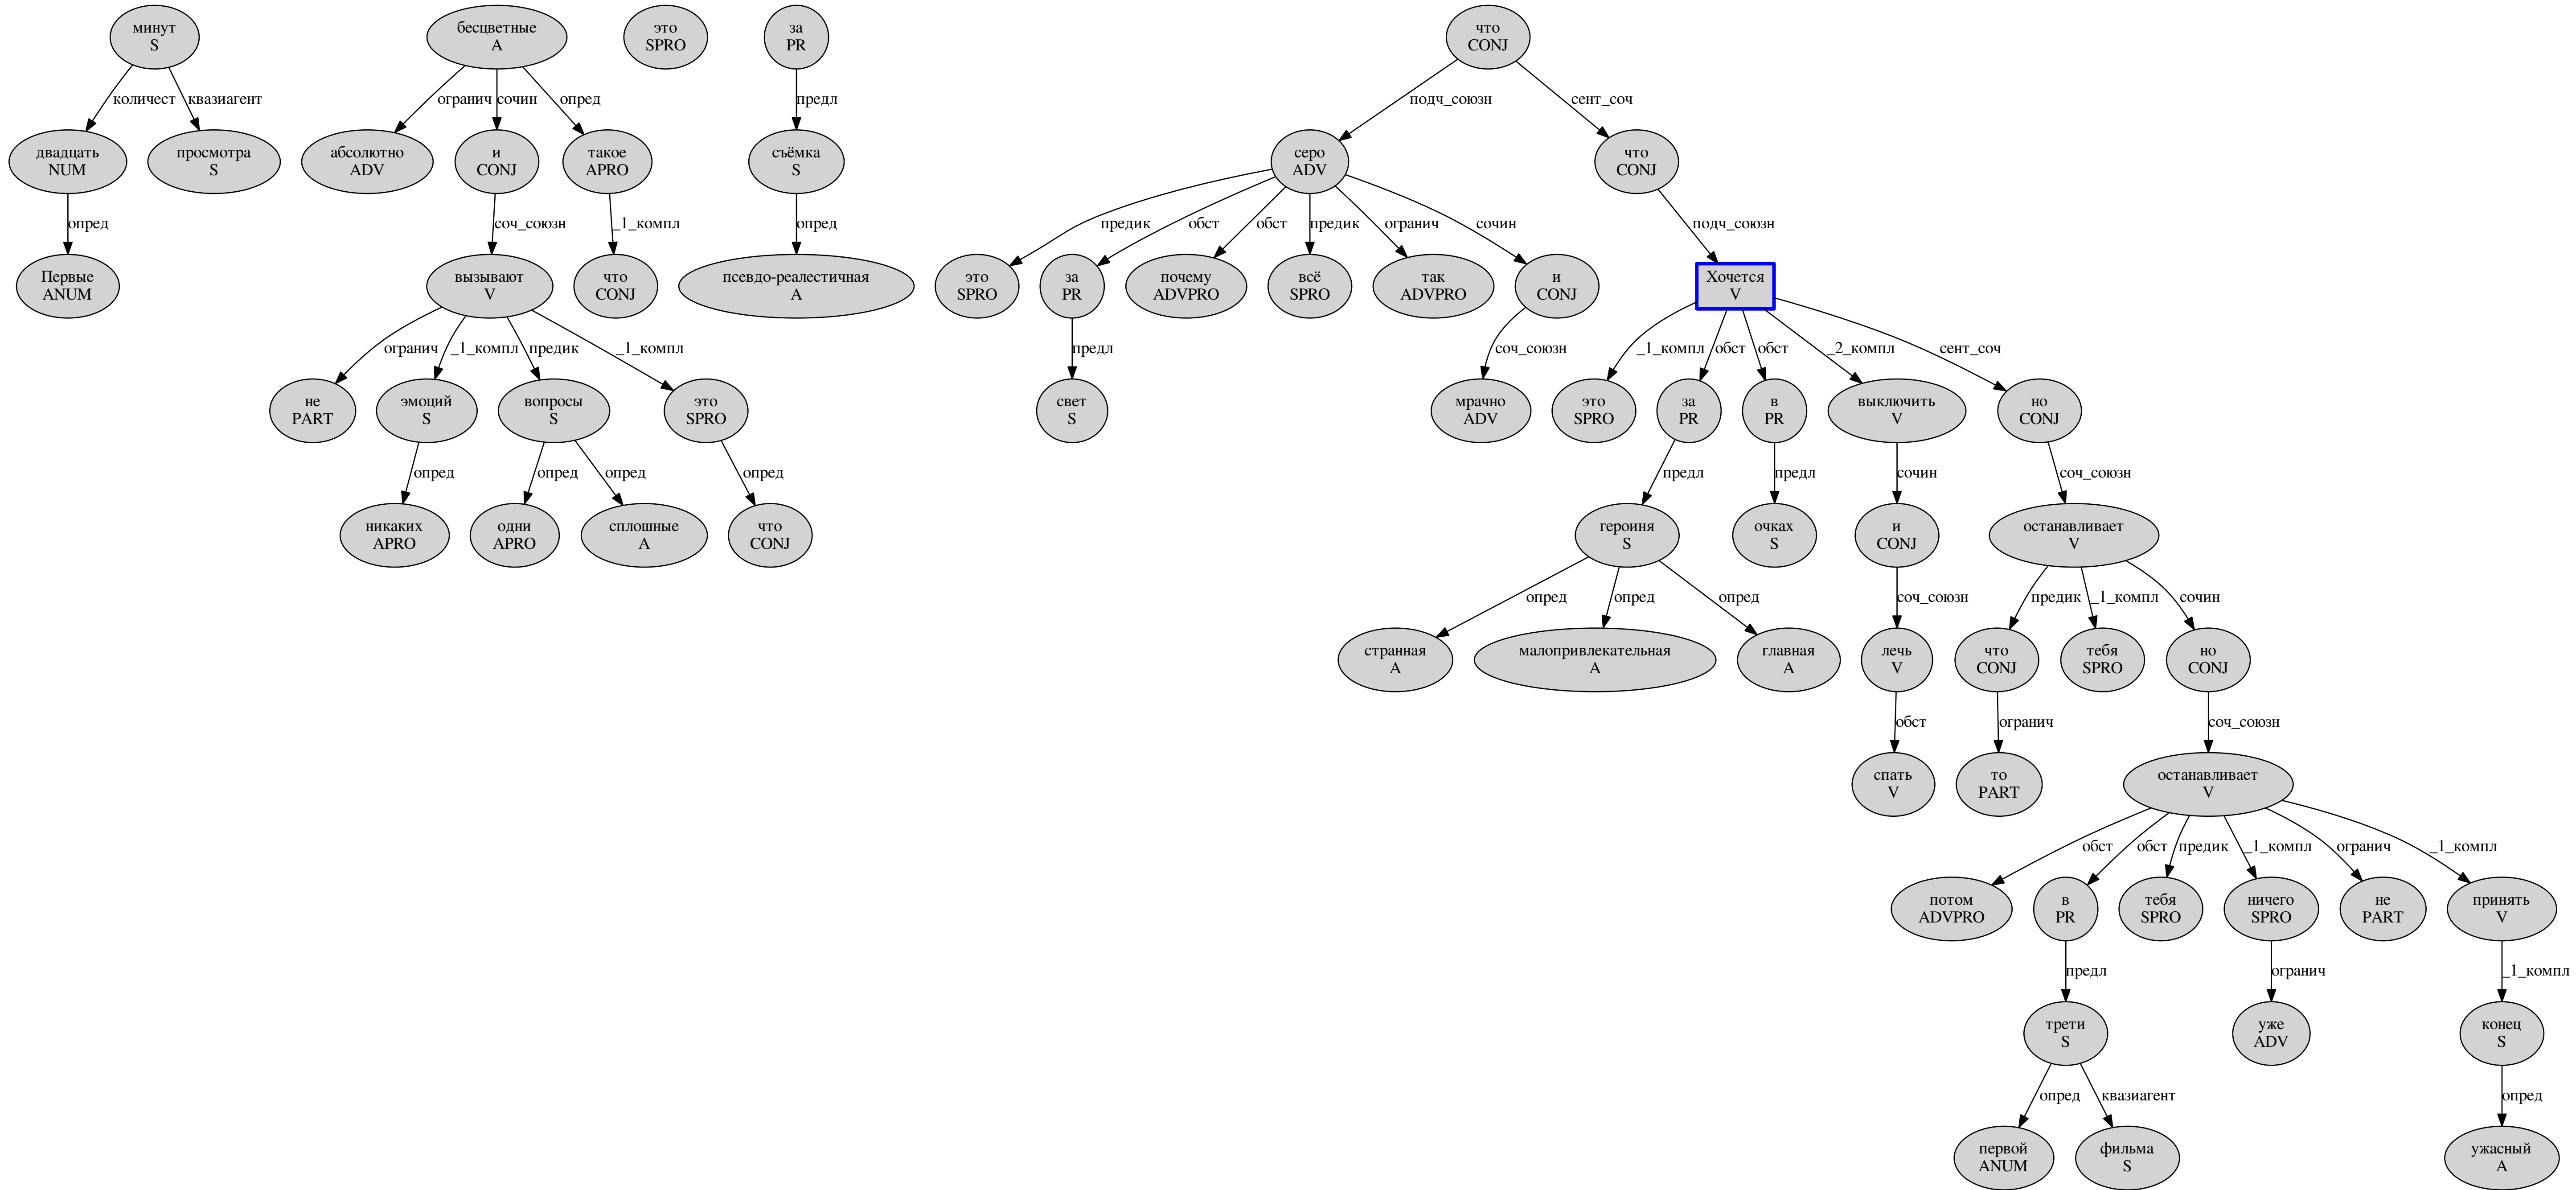 минут
S
бесцветные
A
это
SPRO
за
PR
что
CONJ
количест
квазиагент
огранич
сочин
опред
предл
подч_союзн
сент_соч
двадцать
NUM
просмотра
S
абсолютно
ADV
и
CONJ
такое
APRO
съёмка
S
серо
ADV
что
CONJ
опред
соч_союзн
_1_компл
опред
предик
обст
обст
предик
огранич
сочин
подч_союзн
Первые
ANUM
вызывают
V
что
CONJ
псевдо-реалестичная
A
это
SPRO
за
PR
почему
ADVPRO
всё
SPRO
так
ADVPRO
и
CONJ
Хочется
V
огранич
_1_компл
предик
_1_компл
предл
соч_союзн
_1_компл
обст
обст
_2_компл
сент_соч
не
PART
эмоций
S
вопросы
S
это
SPRO
свет
S
мрачно
ADV
это
SPRO
за
PR
в
PR
выключить
V
но
CONJ
опред
опред
опред
опред
предл
предл
сочин
соч_союзн
никаких
APRO
одни
APRO
сплошные
A
что
CONJ
героиня
S
очках
S
и
CONJ
останавливает
V
опред
опред
опред
соч_союзн
предик
_1_компл
сочин
странная
A
малопривлекательная
A
главная
A
лечь
V
что
CONJ
тебя
SPRO
но
CONJ
обст
огранич
соч_союзн
спать
V
то
PART
останавливает
V
обст
обст
предик
_1_компл
огранич
_1_компл
потом
ADVPRO
в
PR
тебя
SPRO
ничего
SPRO
не
PART
принять
V
предл
огранич
_1_компл
трети
S
уже
ADV
конец
S
опред
квазиагент
опред
первой
ANUM
фильма
S
ужасный
A